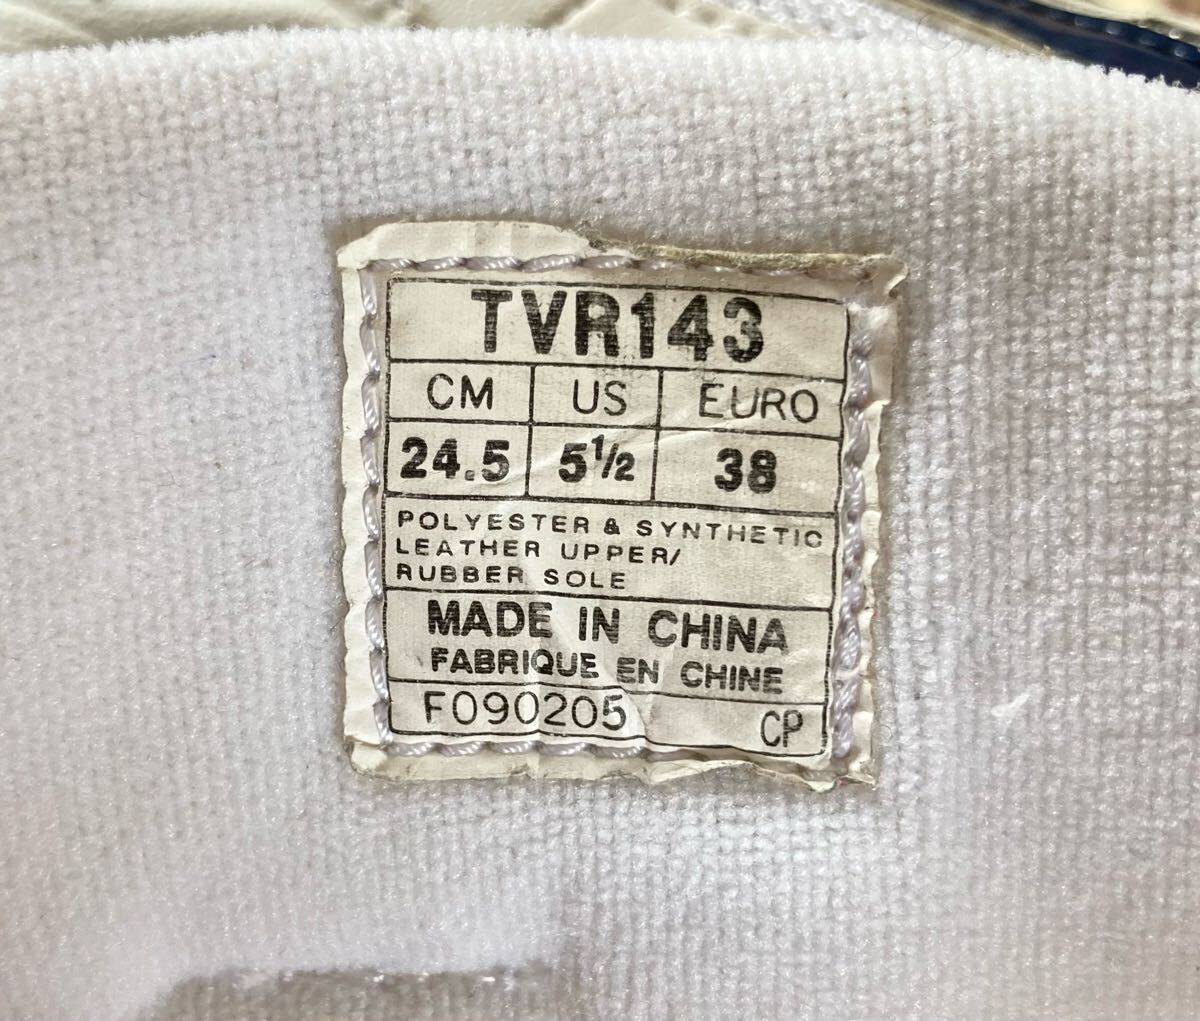 TVR143
CM US EURO
24.5 5½ 38
POLYESTER & SYNTHETIC
LEATHER UPPER/
RUBBER SOLE
MADE IN CHINA
FABRIQUE EN CHINE
F090205 CP